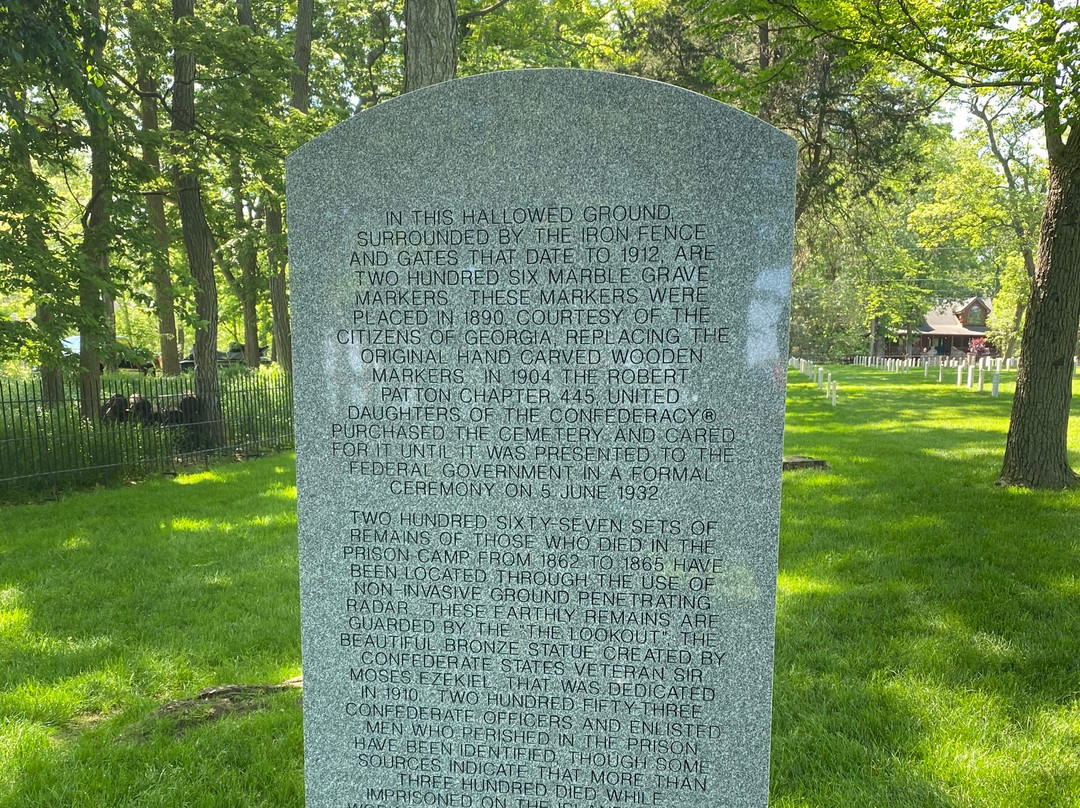 IN THIS HALLOWED GROUND,
SURROUNDED BY THE IRON FENCE
AND GATES THAT DATE TO 1912, ARE
TWO HUNDRED SIX MARBLE GRAVE
MARKERS. THESE MARKERS WERE
PLACED IN 1890, COURTESY OF THE
CITIZENS OF GEORGIA, REPLACING THE
ORIGINAL HAND CARVED WOODEN
MARKERS. IN 1904 THE ROBERT
PATTON CHAPTER 445, UNITED
DAUGHTERS OF THE CONFEDERACY®
PURCHASED THE CEMETERY AND CARED
FOR IT UNTIL IT WAS PRESENTED TO THE
FEDERAL GOVERNMENT IN A FORMAL
CEREMONY ON 5 JUNE 1932.
TWO HUNDRED SIXTY-SEVEN SETS OF
REMAINS OF THOSE WHO DIED IN THE
PRISON CAMP FROM 1862 TO 1865 HAVE
BEEN LOCATED THROUGH THE USE OF
NON-INVASIVE GROUND PENETRATING
RADAR. THESE EARTHLY REMAINS ARE
GUARDED BY THE "THE LOOKOUT", THE
BEAUTIFUL BRONZE STATUE CREATED BY
CONFEDERATE STATES VETERAN SIR
MOSES EZEKIEL, THAT WAS DEDICATED
IN 1910. TWO HUNDRED FIFTY-THREE
CONFEDERATE OFFICERS AND ENLISTED
MEN WHO PERISHED IN THE PRISON
HAVE BEEN IDENTIFIED, THOUGH SOME
SOURCES INDICATE THAT MORE THAN
THREE HUNDRED DIED WHILE
IMPRISONED ON THE